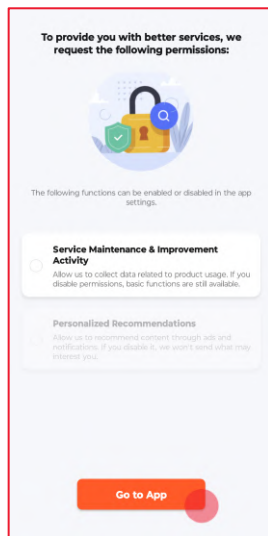 To provide you with better services, we
request the following permissions:
The following functions can be enabled or disabled in the app
settings.
Service Maintenance & Improvement
Activity
Allow us to collect data related to product usage. If you
disable permissions, basic functions are still available.
Personalized Recommendations
Allow us to recommend content through ads and
notifications. If you disable it, we won't send what may
interest you.
Go to App